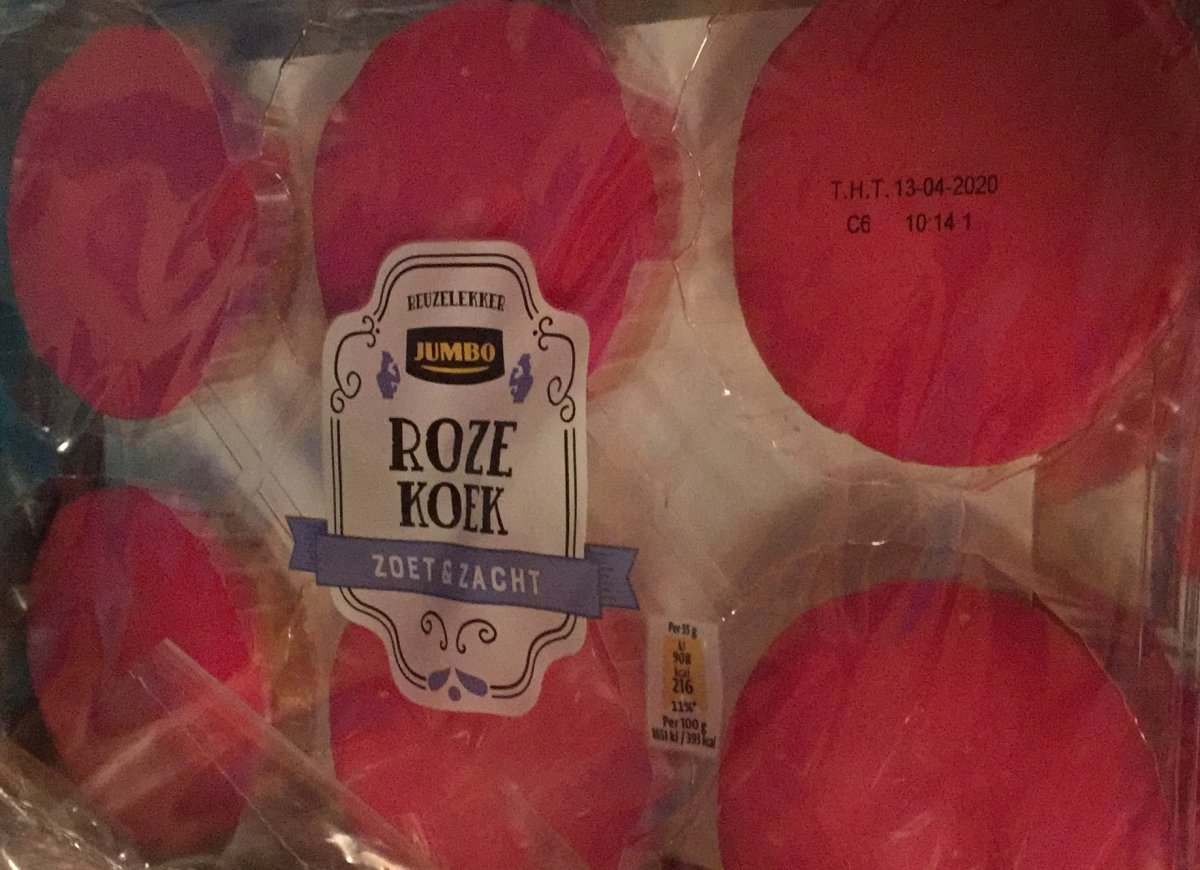 T.H.T. 13-04-2020
C6 10:14 1
REUZELEKKER
JUMBO
ROZE
KOEK
ZOET & ZACHT
Per 55 g
kJ
908
kcal
216
11%*
Per 100 g
1651 kJ / 393 kcal